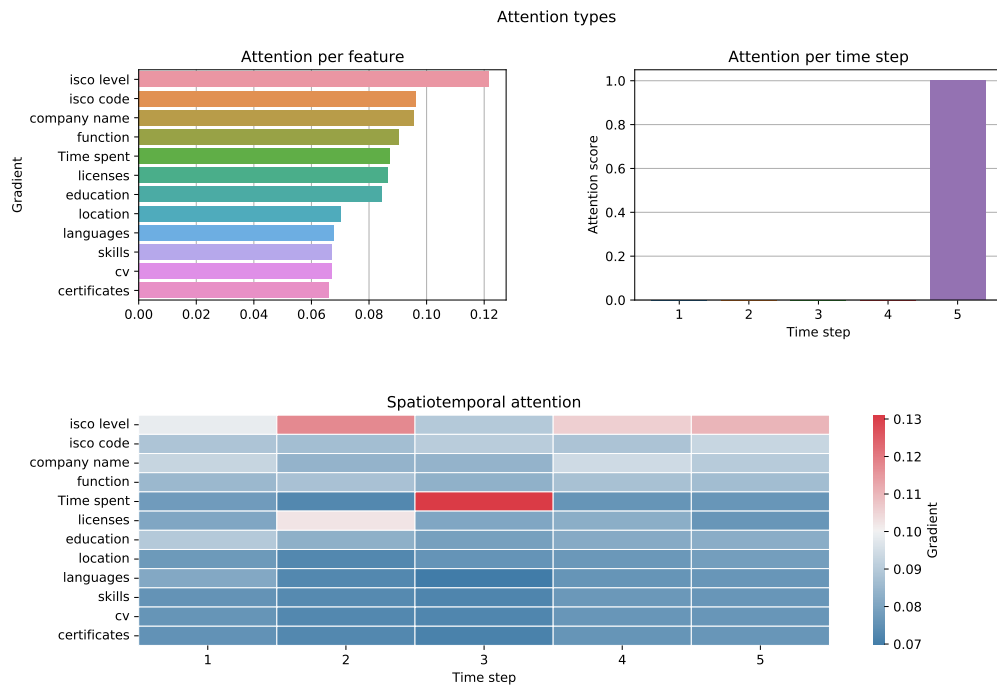 Attention types
Attention per feature
Gradient
isco level
isco code
company name
function
Time spent
licenses
education
location
languages
skills
cv
certificates
0.00 0.02 0.04 0.06 0.08 0.10 0.12
Attention per time step
Attention score
1.0
0.8
0.6
0.4
0.2
0.0
1 2 3 4 5
Time step
Spatiotemporal attention
isco level
isco code
company name
function
Time spent
licenses
education
location
languages
skills
cv
certificates
1 2 3 4 5
Time step
0.13
0.12
0.11
0.10
0.09
0.08
0.07
Gradient